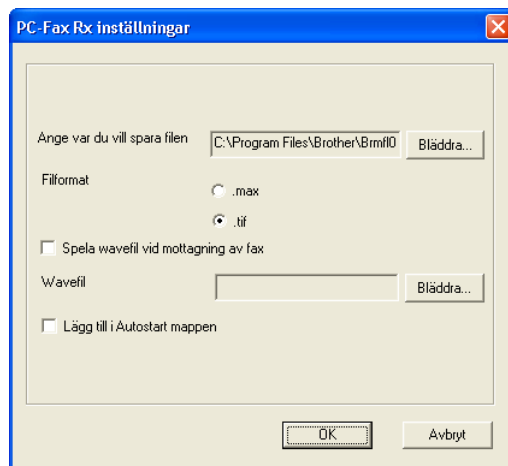 PC-Fax Rx inställningar
Ange var du vill spara filen C:\Program Files\Brother\Brmfl0 Bläddra...
Filformat
.max
.tif
Spela wavefil vid mottagning av fax
Wavefil Bläddra...
Lägg till i Autostart mappen
OK Avbryt